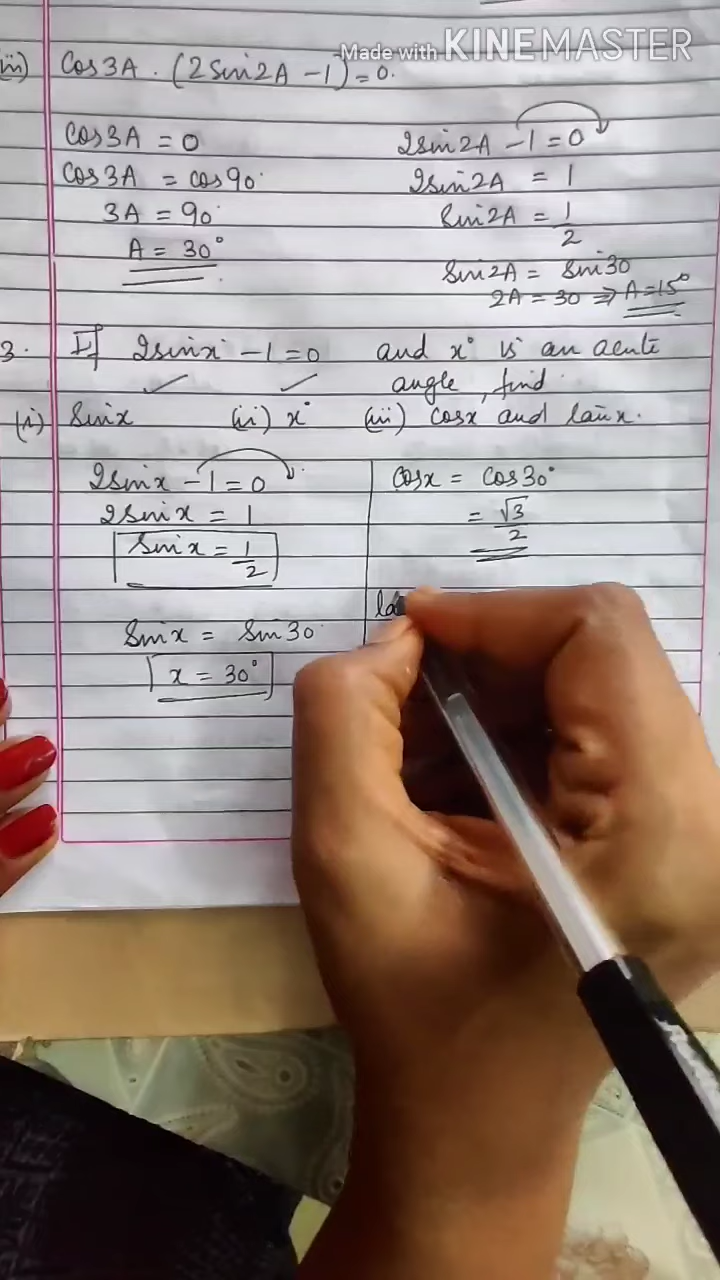 Made with KINEMASTER
iii) Cos3A . (2Sin2A - 1) = 0.
Cos3A = 0
Cos3A = Cos90°
3A = 90°
A = 30°
2Sin2A - 1 = 0
2Sin2A = 1
Sin2A = 1/2
Sin2A = Sin30
2A = 30 ⇒ A = 15°
3. If 2Sinx° - 1 = 0 and x° is an acute
angle, find
(i) Sinx (ii) x° (iii) Cosx and tanx.
2Sinx - 1 = 0
2Sinx = 1
Sinx = 1/2
Sinx = Sin30°
x = 30°
Cosx = Cos30°
= √3/2
ta